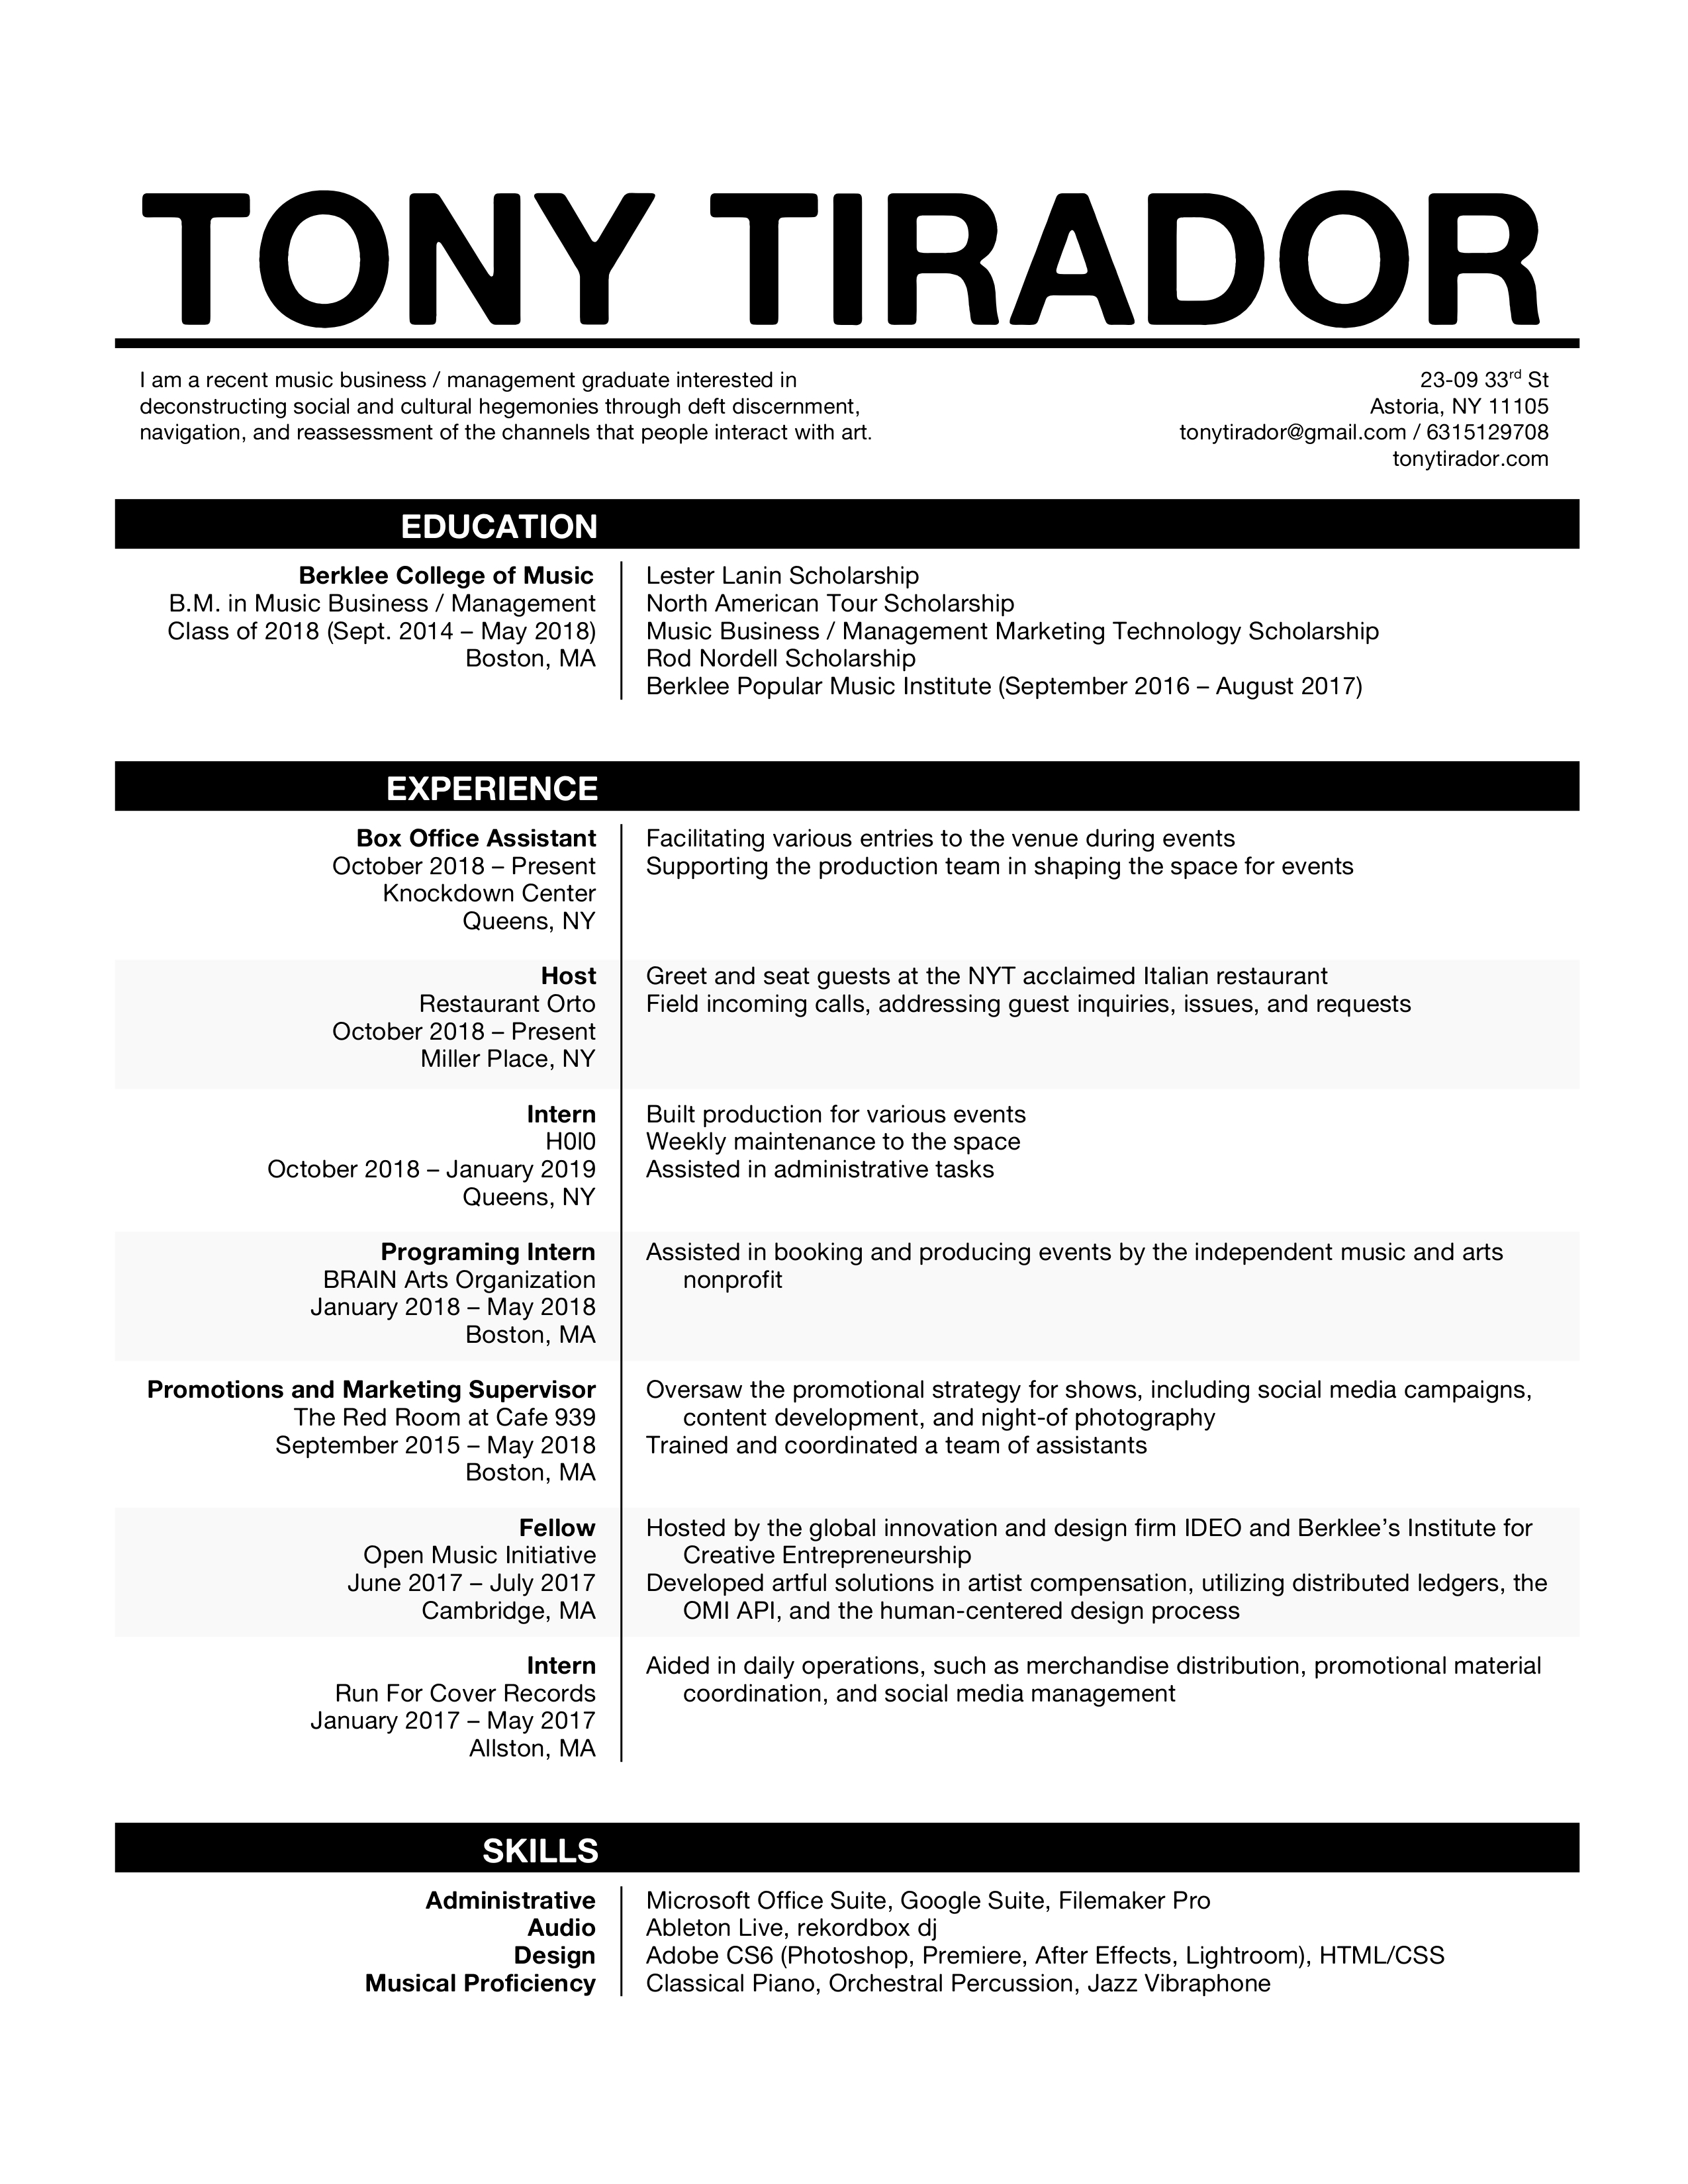 TONY TIRADOR
I am a recent music business / management graduate interested in
deconstructing social and cultural hegemonies through deft discernment,
navigation, and reassessment of the channels that people interact with art.
23-09 33rd St
Astoria, NY 11105
tonytirador@gmail.com / 6315129708
tonytirador.com
EDUCATION
Berklee College of Music
B.M. in Music Business / Management
Class of 2018 (Sept. 2014 – May 2018)
Boston, MA
Lester Lanin Scholarship
North American Tour Scholarship
Music Business / Management Marketing Technology Scholarship
Rod Nordell Scholarship
Berklee Popular Music Institute (September 2016 – August 2017)
EXPERIENCE
Box Office Assistant
October 2018 – Present
Knockdown Center
Queens, NY
Facilitating various entries to the venue during events
Supporting the production team in shaping the space for events
Host
Restaurant Orto
October 2018 – Present
Miller Place, NY
Greet and seat guests at the NYT acclaimed Italian restaurant
Field incoming calls, addressing guest inquiries, issues, and requests
Intern
H0l0
October 2018 – January 2019
Queens, NY
Built production for various events
Weekly maintenance to the space
Assisted in administrative tasks
Programing Intern
BRAIN Arts Organization
January 2018 – May 2018
Boston, MA
Assisted in booking and producing events by the independent music and arts
nonprofit
Promotions and Marketing Supervisor
The Red Room at Cafe 939
September 2015 – May 2018
Boston, MA
Oversaw the promotional strategy for shows, including social media campaigns,
content development, and night-of photography
Trained and coordinated a team of assistants
Fellow
Open Music Initiative
June 2017 – July 2017
Cambridge, MA
Hosted by the global innovation and design firm IDEO and Berklee’s Institute for
Creative Entrepreneurship
Developed artful solutions in artist compensation, utilizing distributed ledgers, the
OMI API, and the human-centered design process
Intern
Run For Cover Records
January 2017 – May 2017
Allston, MA
Aided in daily operations, such as merchandise distribution, promotional material
coordination, and social media management
SKILLS
Administrative
Audio
Design
Musical Proficiency
Microsoft Office Suite, Google Suite, Filemaker Pro
Ableton Live, rekordbox dj
Adobe CS6 (Photoshop, Premiere, After Effects, Lightroom), HTML/CSS
Classical Piano, Orchestral Percussion, Jazz Vibraphone